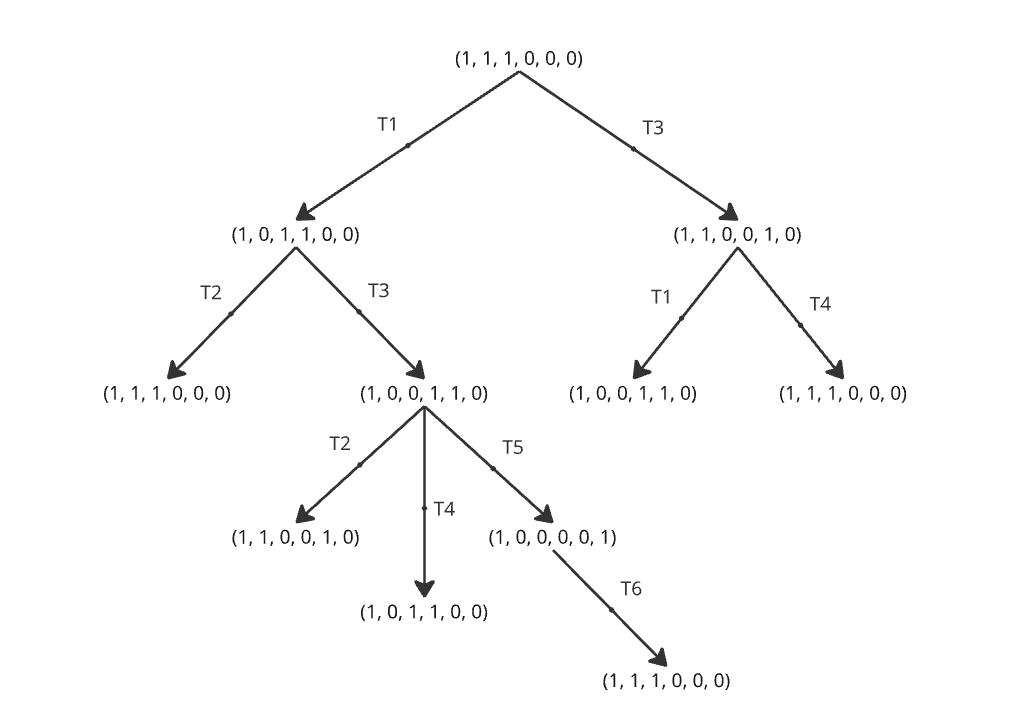 (1, 1, 1, 0, 0, 0)
T1
T3
(1, 0, 1, 1, 0, 0)
(1, 1, 0, 0, 1, 0)
T2
T3
T1
T4
(1, 1, 1, 0, 0, 0)
(1, 0, 0, 1, 1, 0)
(1, 0, 0, 1, 1, 0)
(1, 1, 1, 0, 0, 0)
T2
T5
T4
(1, 1, 0, 0, 1, 0)
(1, 0, 0, 0, 0, 1)
T6
(1, 0, 1, 1, 0, 0)
(1, 1, 1, 0, 0, 0)